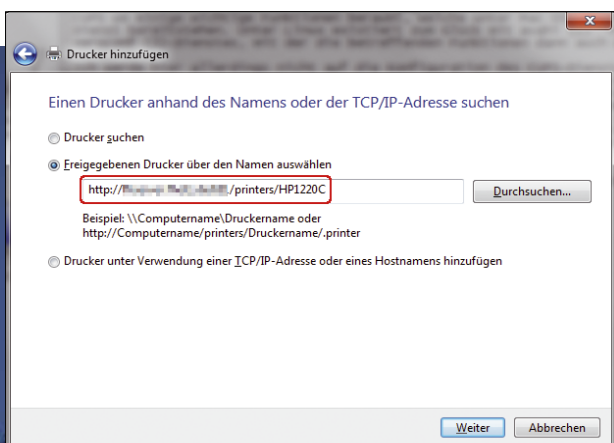 Drucker hinzufügen
Einen Drucker anhand des Namens oder der TCP/IP-Adresse suchen
Drucker suchen
Freigegebenen Drucker über den Namen auswählen
http:// /printers/HP1220C
Durchsuchen...
Beispiel: \\Computername\Druckername oder
http://Computername/printers/Druckername/.printer
Drucker unter Verwendung einer TCP/IP-Adresse oder eines Hostnamens hinzufügen
Weiter Abbrechen